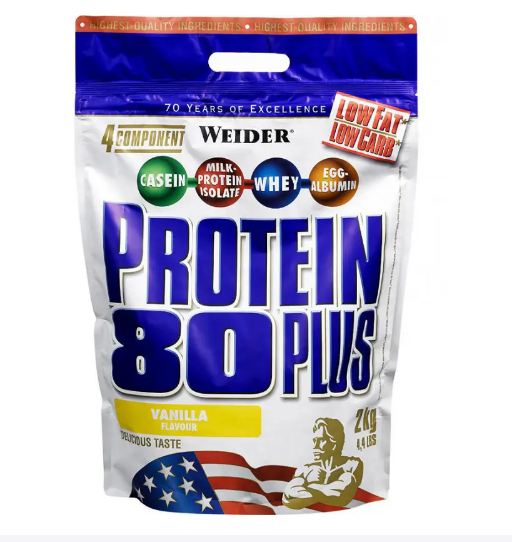 HIGHEST-QUALITY INGREDIENTS • HIGHEST-QUALITY INGREDIENTS
70 YEARS OF EXCELLENCE
LOW FAT*
LOW CARB*
4 COMPONENT
WEIDER®
CASEIN
MILK-
PROTEIN
ISOLATE
WHEY
EGG-
ALBUMIN
PROTEIN
80 PLUS
VANILLA
FLAVOUR
DELICIOUS TASTE
2kg
4,4 LBS